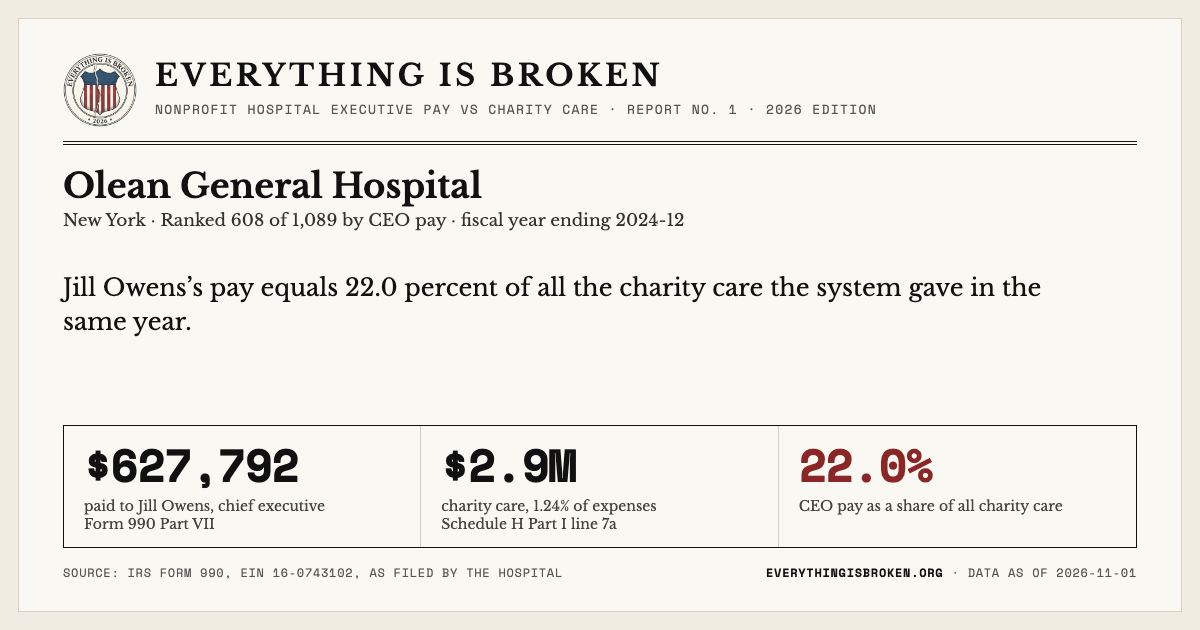 EVERYTHING IS BROKEN
2026
EVERYTHING IS BROKEN
NONPROFIT HOSPITAL EXECUTIVE PAY VS CHARITY CARE · REPORT NO. 1 · 2026 EDITION
Olean General Hospital
New York · Ranked 608 of 1,089 by CEO pay · fiscal year ending 2024-12
Jill Owens’s pay equals 22.0 percent of all the charity care the system gave in the
same year.
$627,792
paid to Jill Owens, chief executive
Form 990 Part VII
$2.9M
charity care, 1.24% of expenses
Schedule H Part I line 7a
22.0%
CEO pay as a share of all charity care
SOURCE: IRS FORM 990, EIN 16-0743102, AS FILED BY THE HOSPITAL
EVERYTHINGISBROKEN.ORG · DATA AS OF 2026-11-01